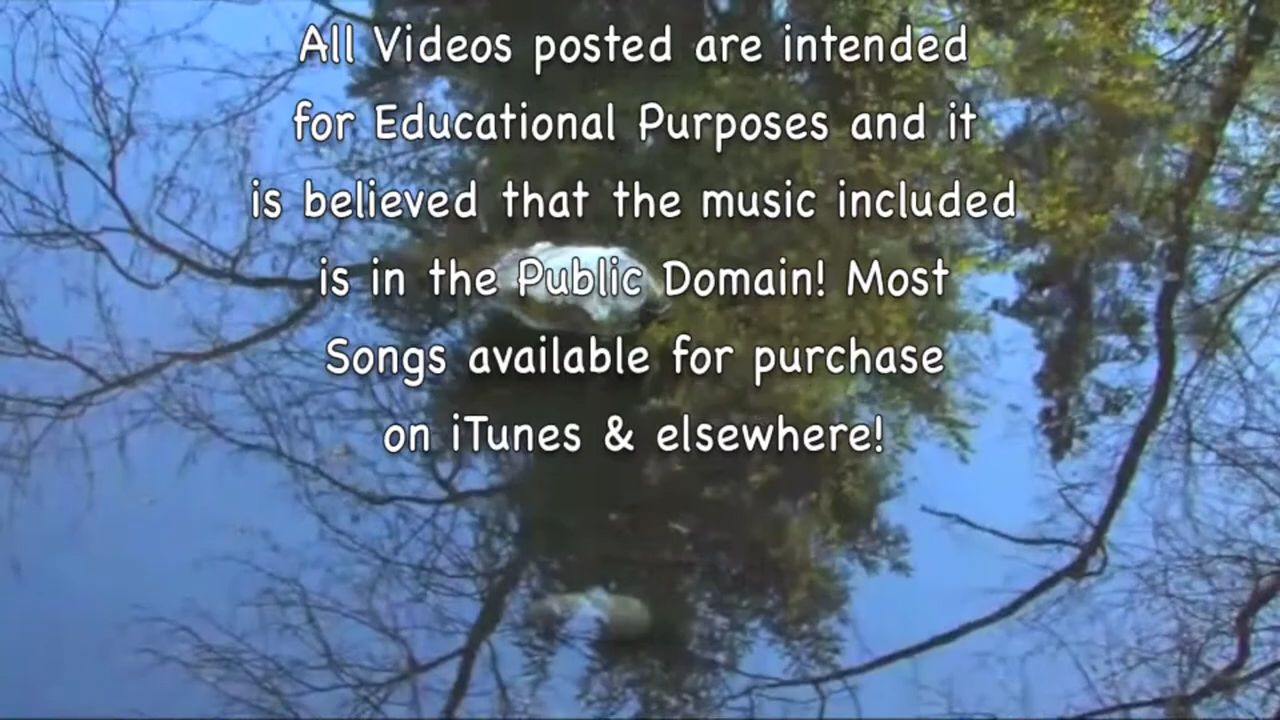 All Videos posted are intended
for Educational Purposes and it
is believed that the music included
is in the Public Domain! Most
Songs available for purchase
on iTunes & elsewhere!